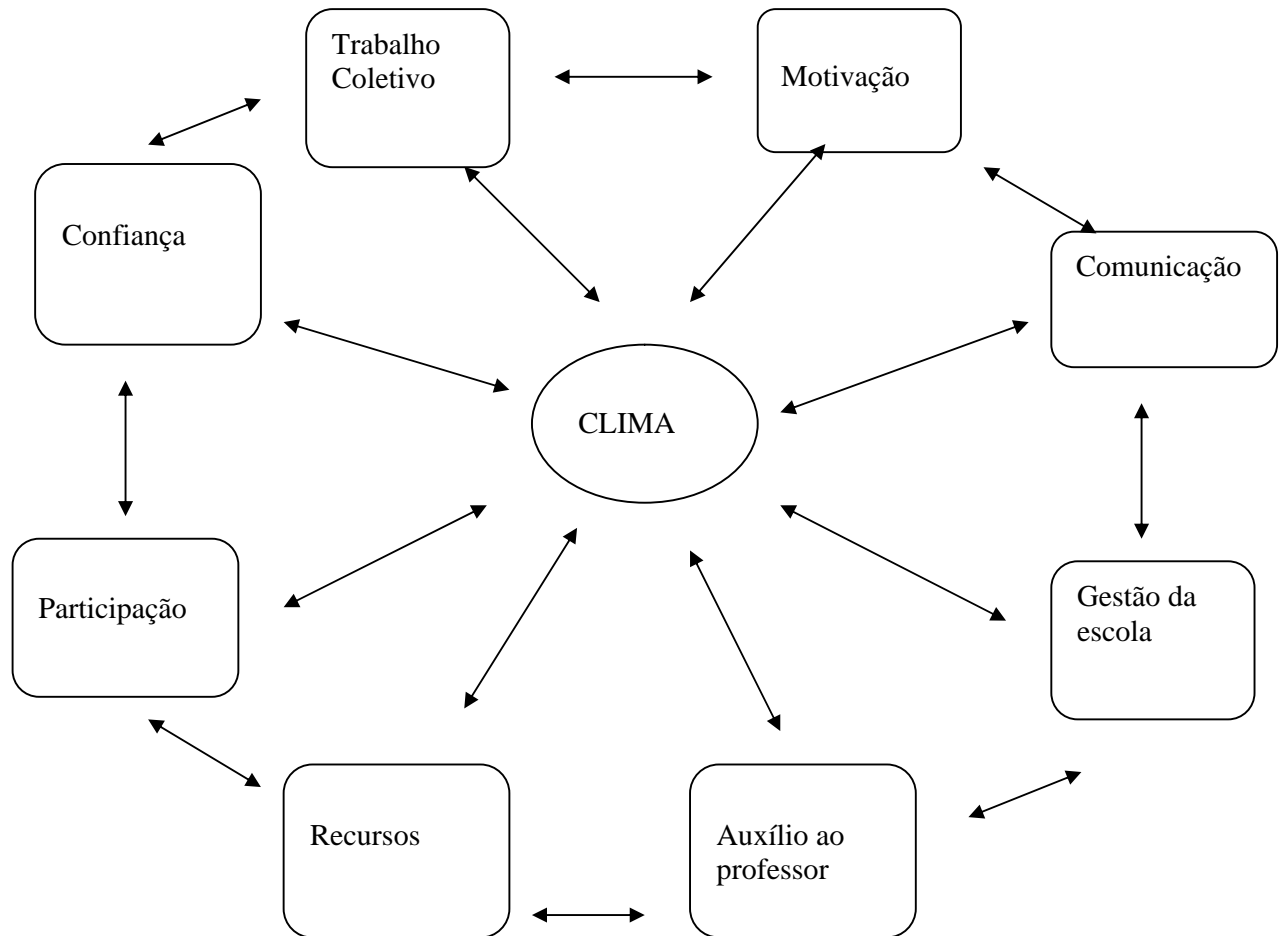 Trabalho
Coletivo
Motivação
Confiança
Comunicação
CLIMA
Participação
Gestão da
escola
Recursos
Auxílio ao
professor